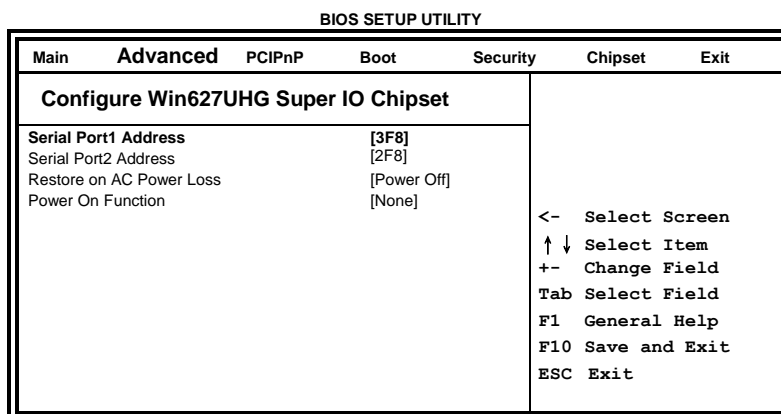 BIOS SETUP UTILITY
Main Advanced PCIPnP Boot Security Chipset Exit
Configure Win627UHG Super IO Chipset
Serial Port1 Address [3F8]
Serial Port2 Address [2F8]
Restore on AC Power Loss [Power Off]
Power On Function [None]
<- Select Screen
↑↓ Select Item
+- Change Field
Tab Select Field
F1 General Help
F10 Save and Exit
ESC Exit